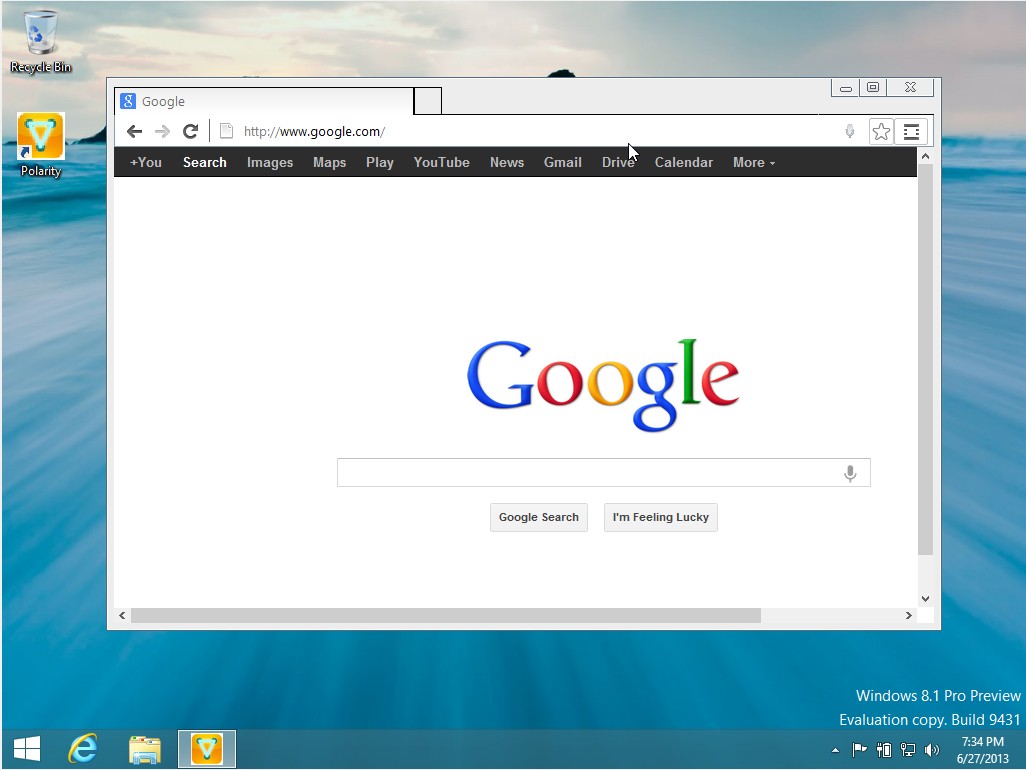 Recycle Bin
Polarity
Google
http://www.google.com/
+You Search Images Maps Play YouTube News Gmail Drive Calendar More
Google
Google Search I'm Feeling Lucky
Windows 8.1 Pro Preview
Evaluation copy. Build 9431
7:34 PM
6/27/2013